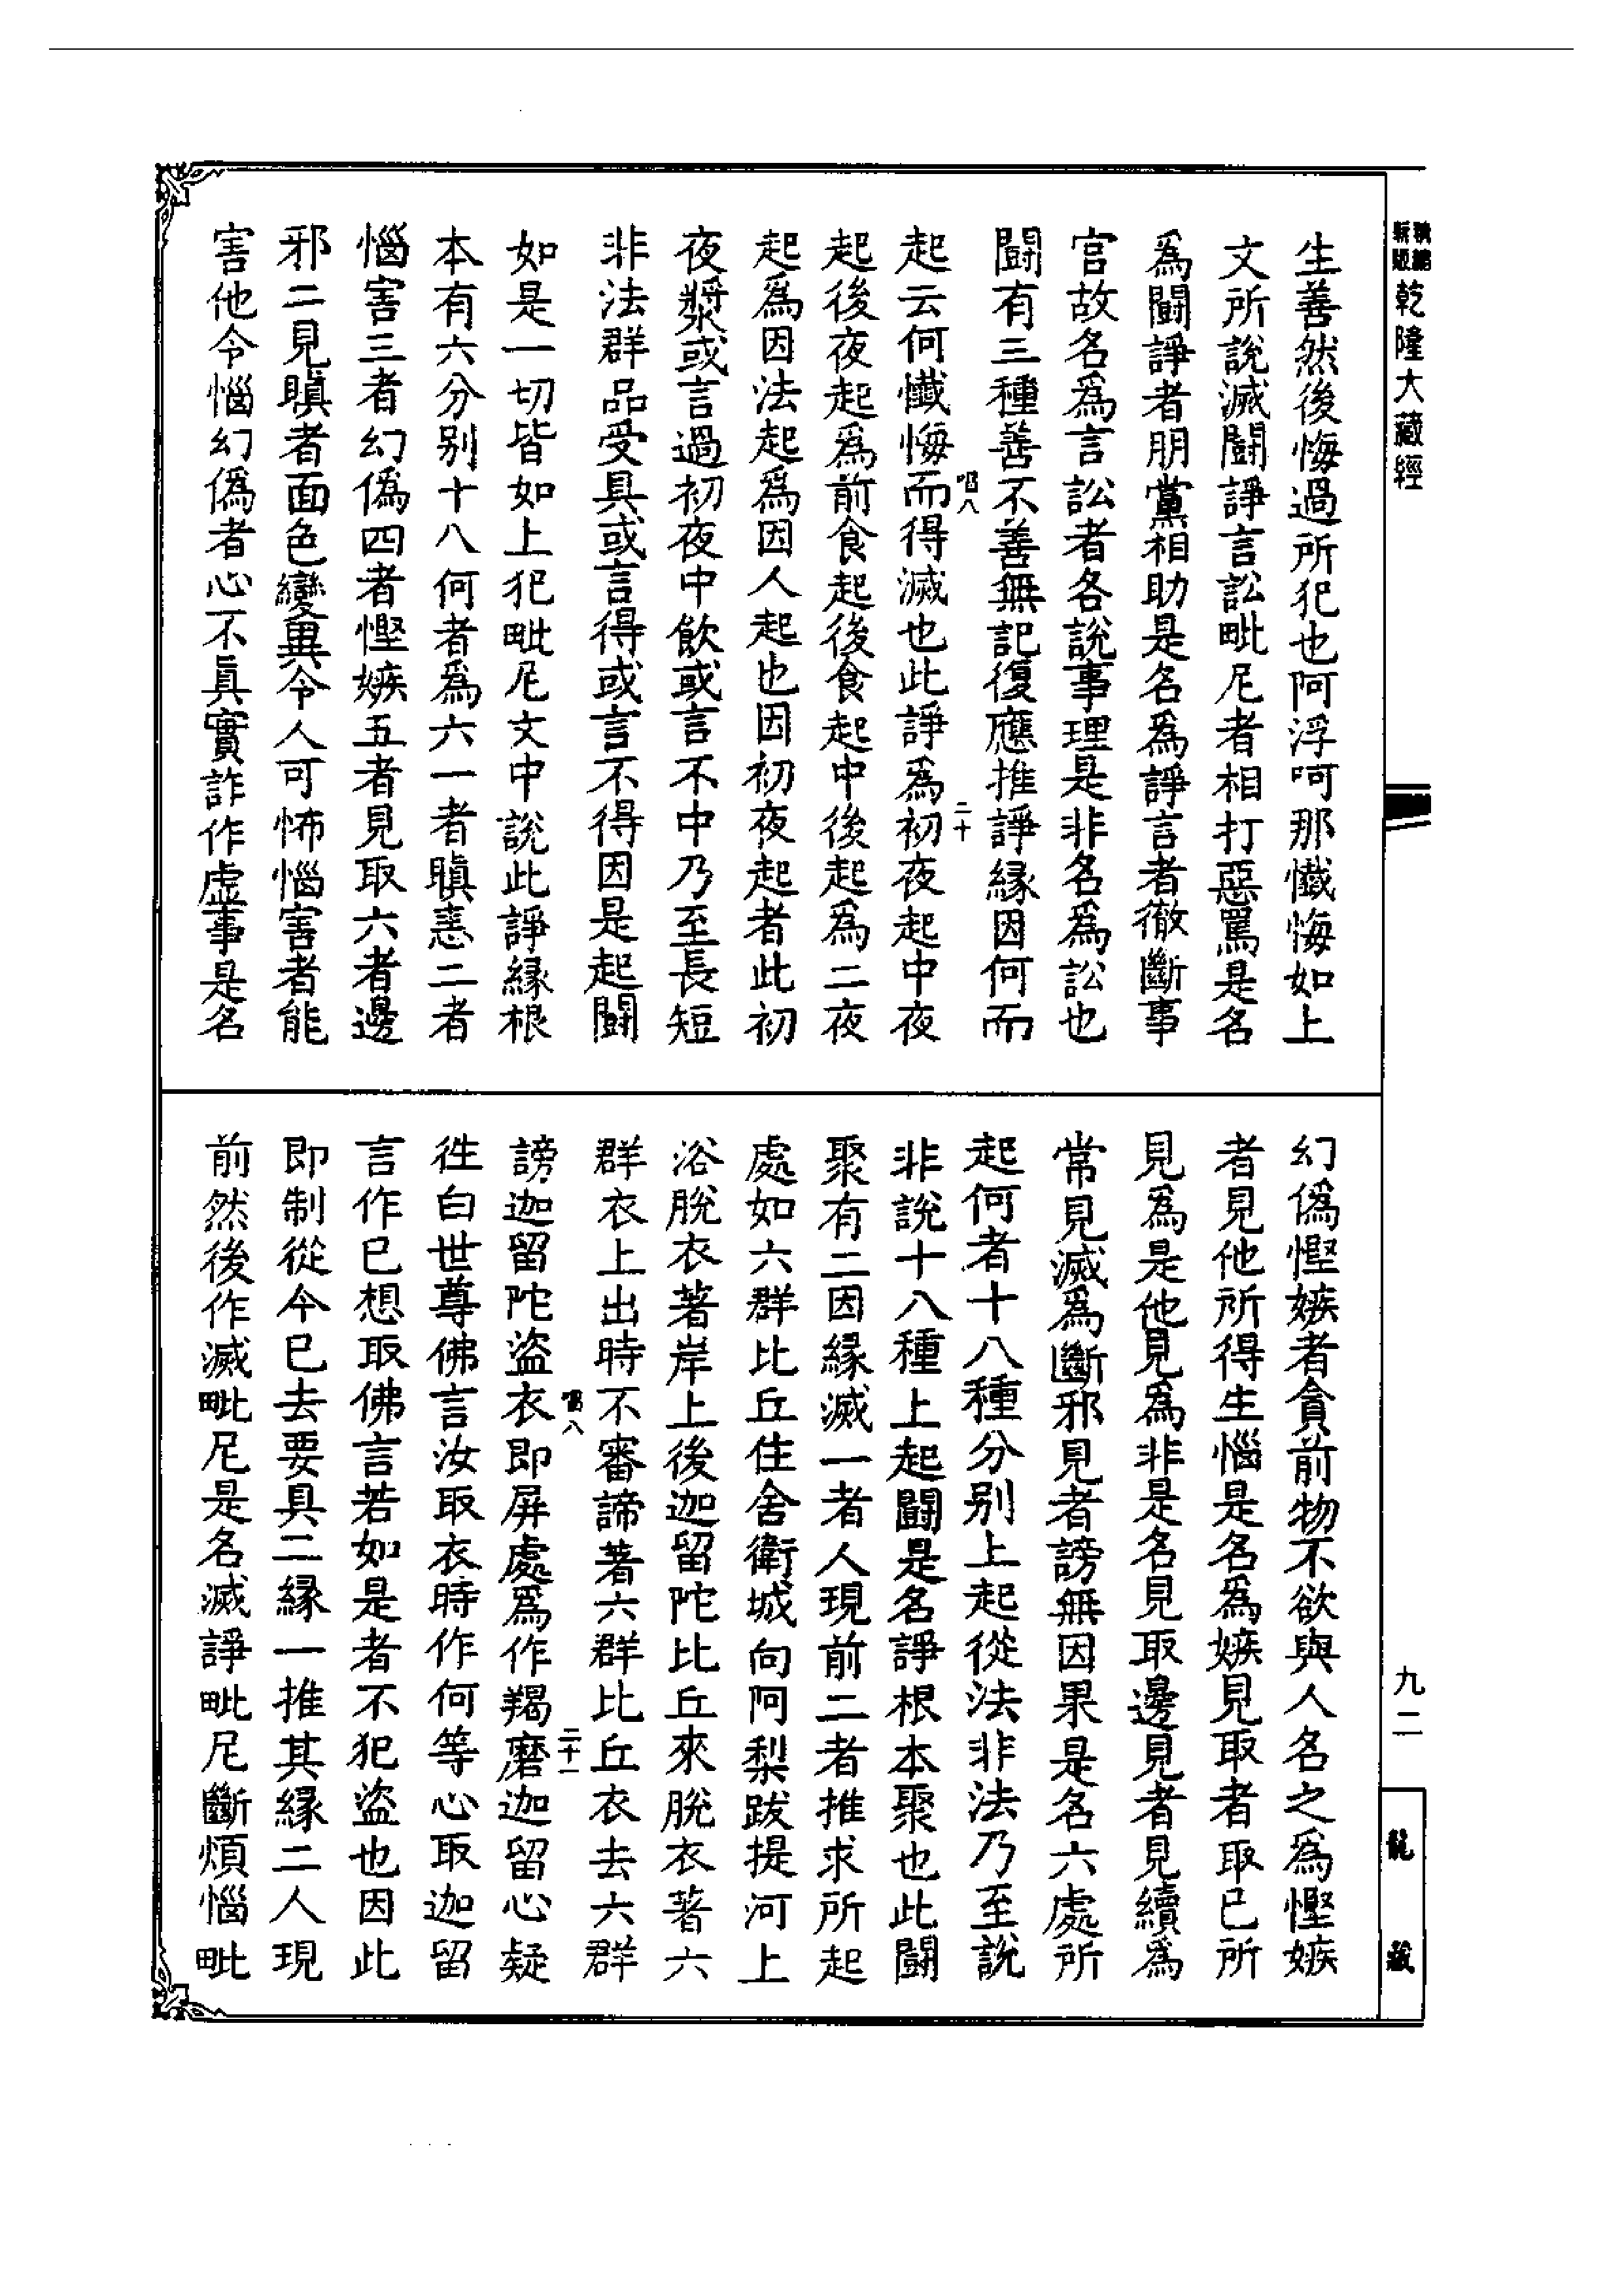 新版
精編
乾隆大藏經
生善然後悔過所犯也阿浮呵那懺悔如上
文所說滅鬪諍言訟毗尼者相打惡罵是名
爲鬪諍者朋黨相助是名爲諍言者徹斷事
官故名爲言訟者各說事理是非名爲訟也
鬪有三種善不善無記復應推諍緣因何而
起云何懺悔而得滅也此諍爲初夜起中夜
起後夜起爲前食起後食起中後起爲二夜
起爲因法起爲因人起也因初夜起者此初
夜漿或言過初夜中飲或言不中乃至長短
非法群品受具或言得或言不得因是起鬪
如是一切皆如上犯毗尼文中說此諍緣根
本有六分別十八何者爲六一者瞋恚二者
惱害三者幻僞四者慳嫉五者見取六者邊
邪二見瞋者面色變異令人可怖惱害者能
害他令惱幻僞者心不真實詐作虛事是名
幻僞慳嫉者貪前物不欲與人名之爲慳嫉
者見他所得生惱是名爲嫉見取者取已所
見爲是他見爲非是名見取邊見者見續爲
常見滅爲斷邪見者謗無因果是名六處所
起何者十八種分別上起從法非法乃至說
非說十八種上起鬪是名諍根本聚也此鬪
聚有二因緣滅一者人現前二者推求所起
處如六群比丘住舍衛城向阿梨跋提河上
浴脫衣著岸上後迦留陀比丘來脫衣著六
群衣上出時不審諦著六群比丘衣去六群
謗迦留陀盜衣即屏處爲作羯磨迦留心疑
徃白世尊佛言汝取衣時作何等心取迦留
言作已想取佛言若如是者不犯盜也因此
即制從今已去要具二緣一推其緣二人現
前然後作滅毗尼是名滅諍毗尼斷煩惱毗
唱八
二十
唱八
二十一
九二
龍藏